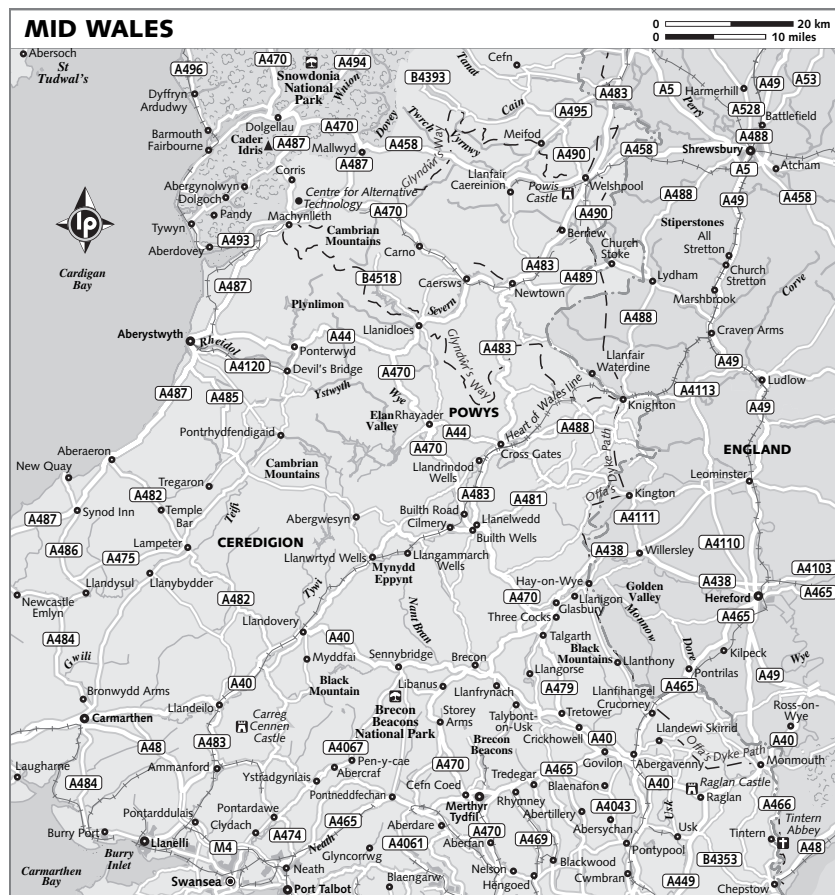 MID WALES
0 20 km
0 10 miles
Abersoch
St
Tudwal's
A496
A470
A494
Snowdonia
National
Park
Wnion
B4393
Tanat
Cefn
A483
A5
Perry
Harmerhill
A49
A53
Dyffryn
Ardudwy
Cain
A495
A528
Battlefield
Barmouth
Fairbourne
Dolgellau
A470
Dovey
Twrch
Vyrnwy
Meifod
A488
Cader
Idris
A487
Mallwyd
A458
Glyndŵr's Way
A490
A458
Shrewsbury
A487
A5
Atcham
Corris
Llanfair
Caereinion
Powis
Castle
Welshpool
Abergynolwyn
Dolgoch
Centre for Alternative
Technology
A488
A49
A458
Pandy
Machynlleth
A470
A490
Stiperstones
Tywyn
Cambrian
Mountains
Berriew
All
Stretton
A493
Aberdovey
Carno
Church
Stoke
Church
Stretton
Cardigan
Bay
A483
A489
B4518
Caersws
Lydham
Corve
A487
Newtown
Marshbrook
Plynlimon
Severn
A488
Aberystwyth
Llanidloes
Craven Arms
Rheidol
A44
Ponterwyd
A483
Llanfair
Waterdine
A4120
Devil's Bridge
Glyndŵr's Way
A49
A470
Ludlow
A487
A485
Ystwyth
Wye
Heart of Wales line
A4113
Knighton
Elan
Valley
Rhayader
POWYS
A49
Pontrhydfendigaid
A44
A488
Aberaeron
A470
Cross Gates
ENGLAND
New Quay
Cambrian
Mountains
Llandrindod
Wells
Offa's Dyke Path
Leominster
Tregaron
A482
A483
A481
Kington
Synod Inn
Temple
Bar
Teifi
Abergwesyn
Builth Road
Cilmery
Llanelwedd
Builth Wells
A487
A4111
Lampeter
CEREDIGION
A486
A475
Llanwrtyd Wells
Llangammarch
Wells
A438
Willersley
A4110
Mynydd
Eppynt
A4103
Llanybydder
Llandysul
Tywi
Hay-on-Wye
Golden
Valley
A438
A465
Newcastle
Emlyn
A482
Nant Bran
A470
Llanigon
Glasbury
Monnow
Hereford
Three Cocks
A465
Llandovery
A484
A40
Talgarth
Gwili
Myddfai
Sennybridge
Brecon
Black
Mountains
Llanthony
Dore
Kilpeck
Wye
Llangorse
Pontrilas
Bronwydd Arms
A40
Black
Mountain
Libanus
Llanfrynach
A479
A465
A49
Llandeilo
Llanfihangel
Crucorney
Ross-on-
Wye
Carmarthen
Carreg
Cennen
Castle
Brecon
Beacons
National Park
Storey
Arms
Talybont-
on-Usk
Tretower
Llandewi Skirrid
A48
A483
A4067
Brecon
Beacons
Crickhowell
A40
Offa's Dyke Path
A40
Laugharne
Ammanford
Pen-y-cae
Abercraf
A470
Govilon
Abergavenny
Monmouth
A484
Ystradgynlais
Tredegar
A465
A40
Raglan Castle
Raglan
Pontneddfechan
Cefn Coed
Blaenafon
A466
Merthyr
Tydfil
Rhymney
Usk
Pontarddulais
Pontardawe
Abertillery
A4043
Tintern
Abbey
Burry Port
Clydach
A465
Aberdare
Abersychan
Usk
Tintern
Burry
Inlet
Llanelli
A474
Neath
A470
Aberfan
A469
Pontypool
M4
Glyncorrwg
A4061
Blackwood
B4353
A48
Carmarthen
Bay
Neath
Nelson
Cwmbran
Swansea
Port Talbot
Blaengarw
Hengoed
A449
Chepstow
lp